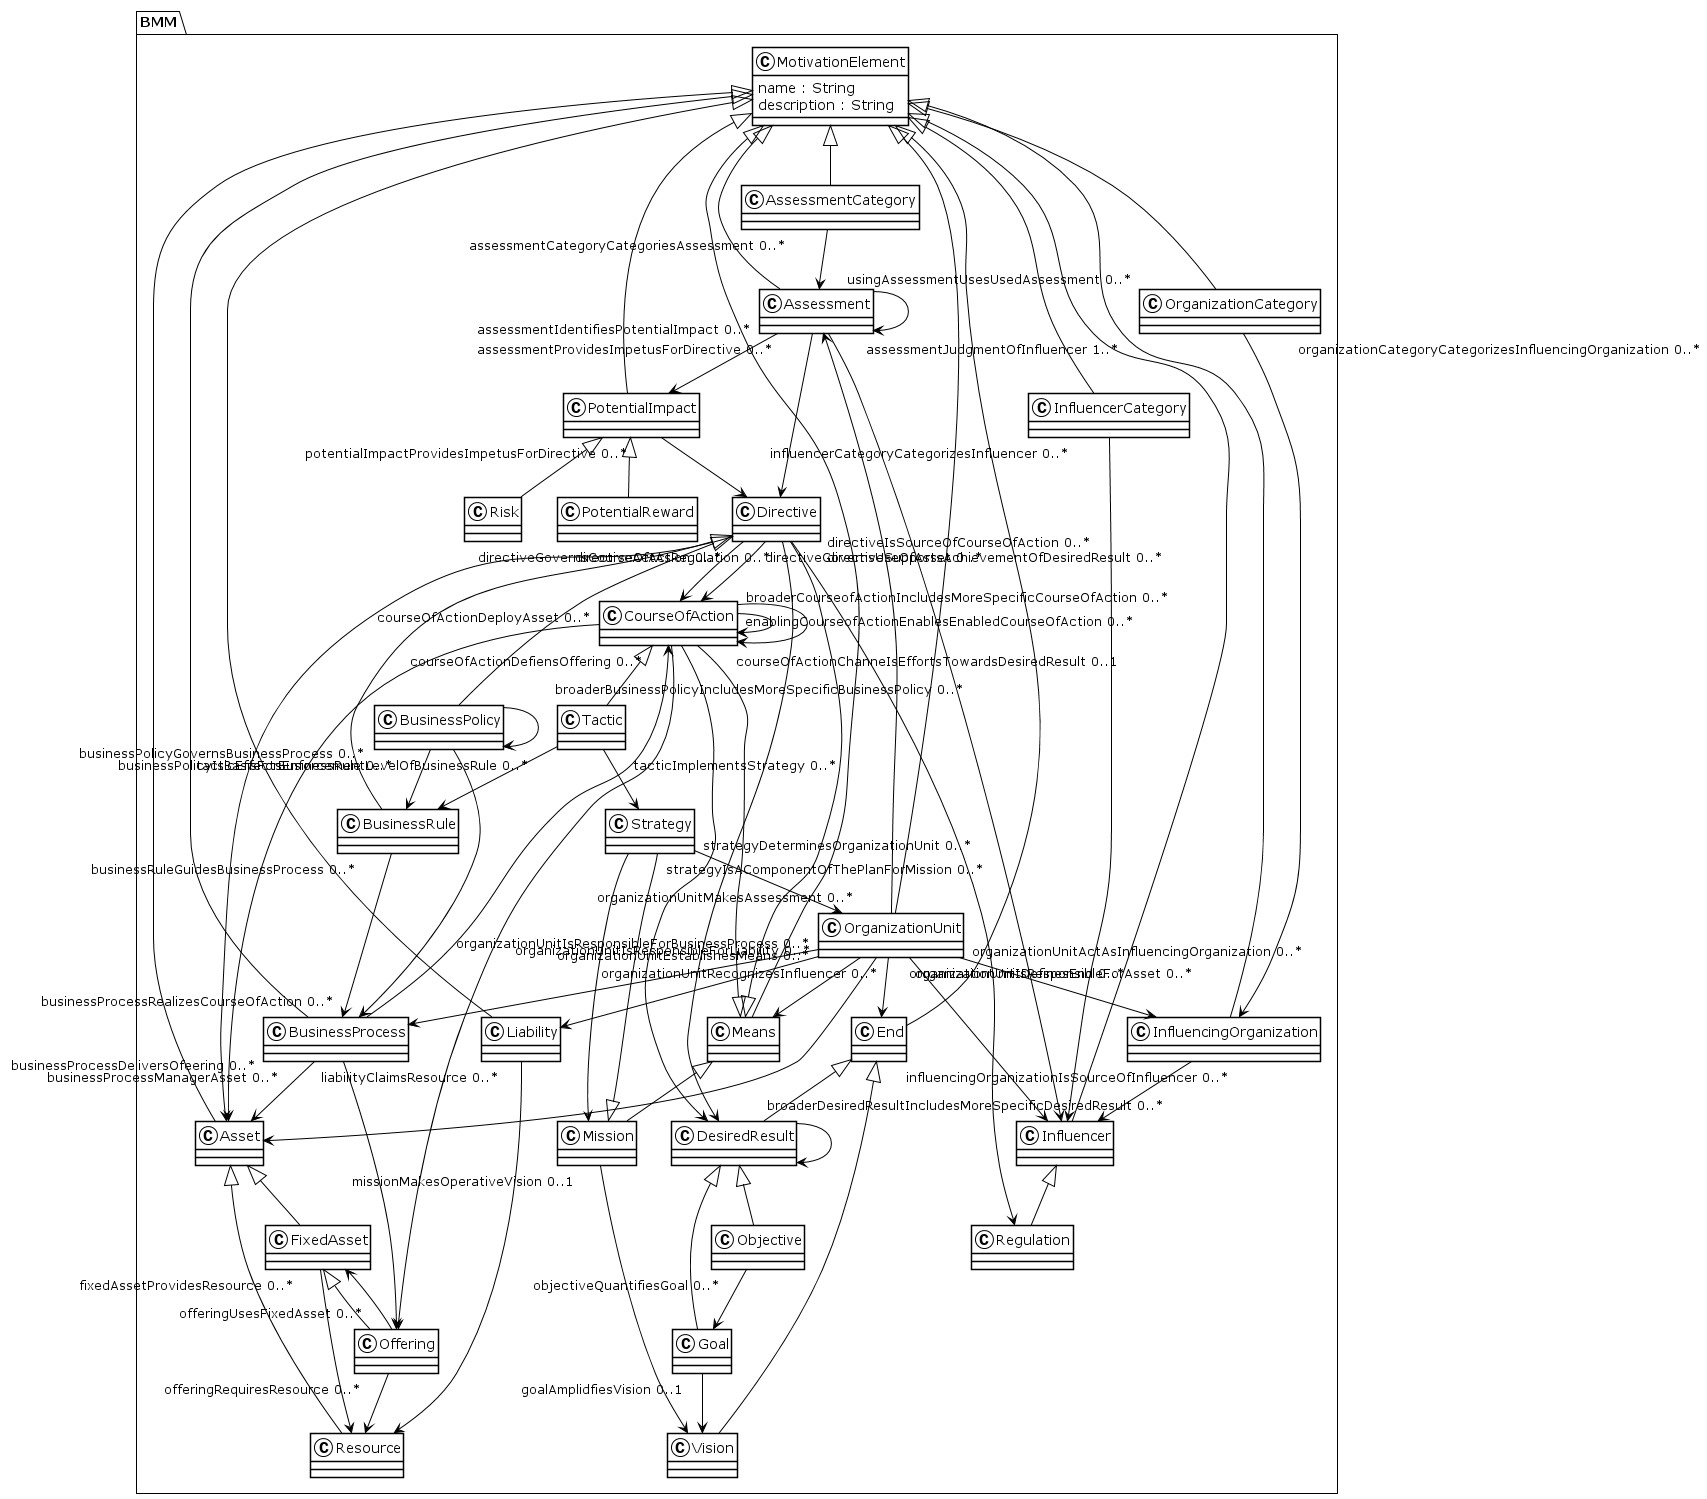 BMM
MotivationElement
name : String
description : String
AssessmentCategory
assessmentCategoryCategoriesAssessment 0..*
usingAssessmentUsesUsedAssessment 0..*
Assessment
OrganizationCategory
assessmentIdentifiesPotentialImpact 0..*
assessmentProvidesImpetusForDirective 0..*
assessmentJudgmentOfInfluencer 1..*
organizationCategoryCategorizesInfluencingOrganization 0..*
PotentialImpact
InfluencerCategory
potentialImpactProvidesImpetusForDirective 0..*
influencerCategoryCategorizesInfluencer 0..*
Risk
PotentialReward
Directive
directiveIsSourceOfCourseOfAction 0..*
broaderCourseofActionIncludesMoreSpecificCourseOfAction 0..*
CourseOfAction
courseOfActionDeployAsset 0..*
enablingCourseofActionEnablesEnabledCourseOfAction 0..*
courseOfActionDefiensOffering 0..*
courseOfActionChannelsEffortsTowardsDesiredResult 0..1
broaderBusinessPolicyIncludesMoreSpecificBusinessPolicy 0..*
BusinessPolicy
Tactic
businessPolicyGovernsBusinessProcess 0..*
tacticImplementsStrategy 0..*
BusinessRule
Strategy
strategyDeterminesOrganizationUnit 0..*
businessRuleGuidesBusinessProcess 0..*
strategyIsAComponentOfThePlanForMission 0..*
organizationUnitMakesAssessment 0..*
OrganizationUnit
organizationUnitIsResponsibleForBusinessProcess 0..*
organizationUnitIsResponsibleForLiability 0..*
organizationUnitEstablishesMeans 0..*
organizationUnitActAsInfluencingOrganization 0..*
organizationUnitRecognizesInfluencer 0..*
businessProcessRealizesCourseOfAction 0..*
BusinessProcess
Liability
Means
End
InfluencingOrganization
businessProcessDeliversOfeering 0..*
businessProcessManagerAsset 0..*
liabilityClaimsResource 0..*
influencingOrganizationIsSourceOfInfluencer 0..*
broaderDesiredResultIncludesMoreSpecificDesiredResult 0..*
Asset
Mission
DesiredResult
Influencer
missionMakesOperativeVision 0..1
FixedAsset
Objective
Regulation
fixedAssetProvidesResource 0..*
objectiveQuantifiesGoal 0..*
offeringUsesFixedAsset 0..*
Offering
Goal
offeringRequiresResource 0..*
goalAmplidfiesVision 0..1
Resource
Vision